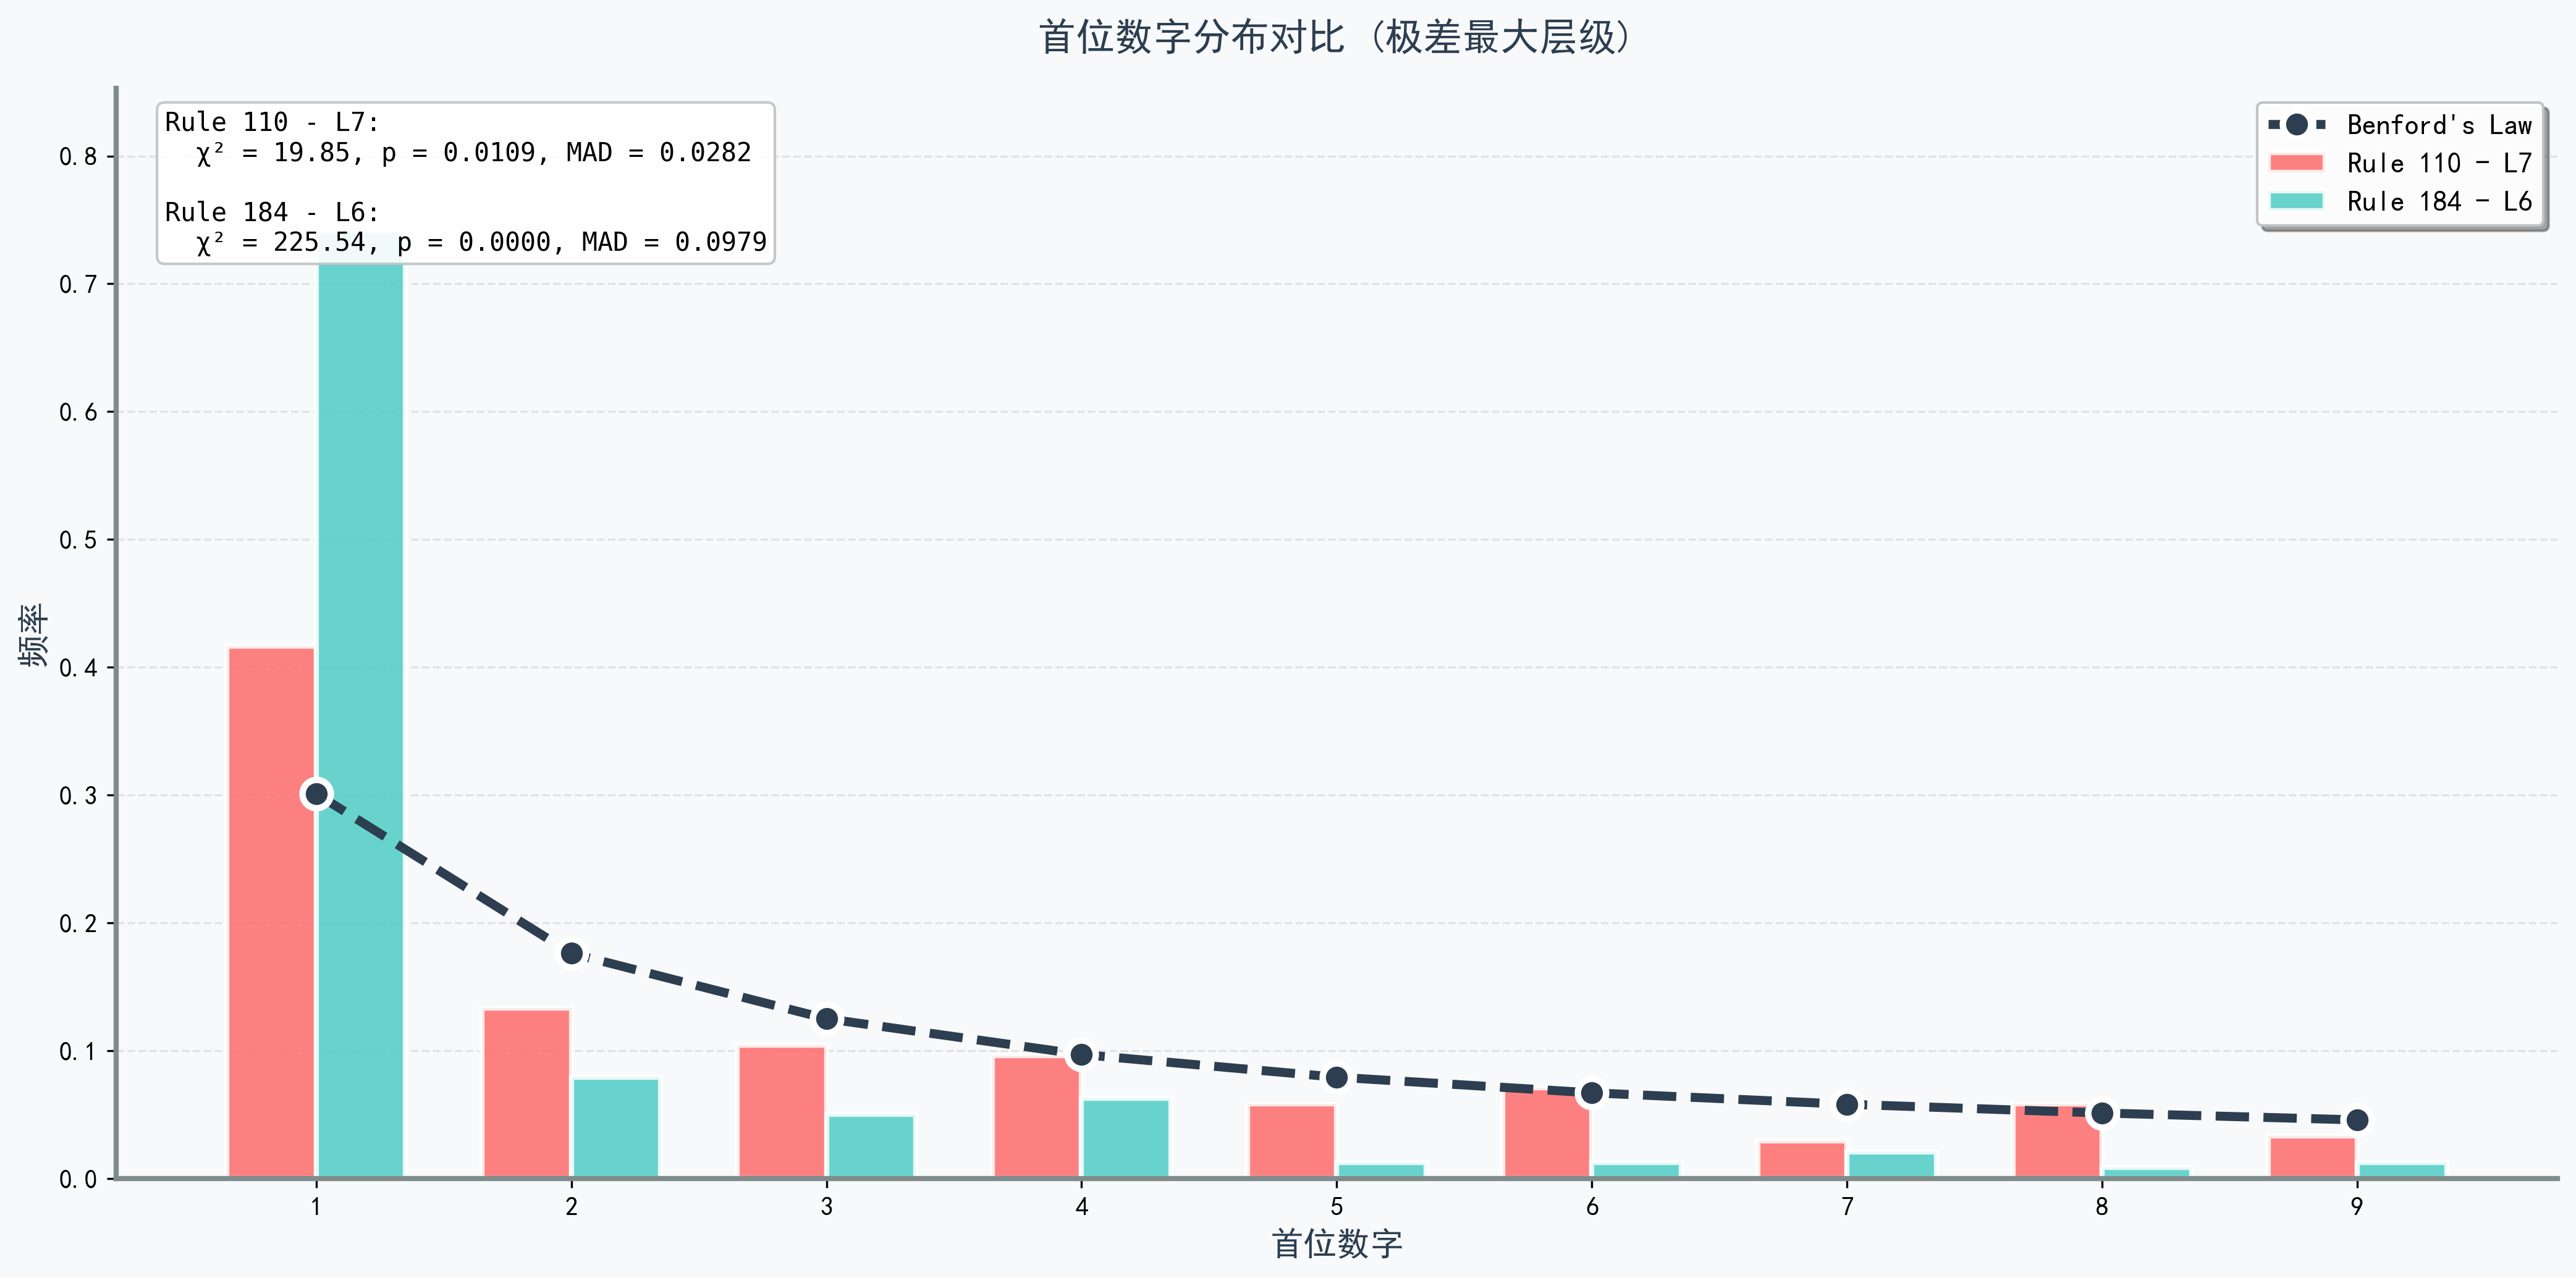 首位数字分布对比 (极差最大层级)
Rule 110 - L7:
χ² = 19.85, p = 0.0109, MAD = 0.0282
Rule 184 - L6:
χ² = 225.54, p = 0.0000, MAD = 0.0979
Benford's Law
Rule 110 - L7
Rule 184 - L6
频率
0.8
0.7
0.6
0.5
0.4
0.3
0.2
0.1
0.0
1 2 3 4 5 6 7 8 9
首位数字